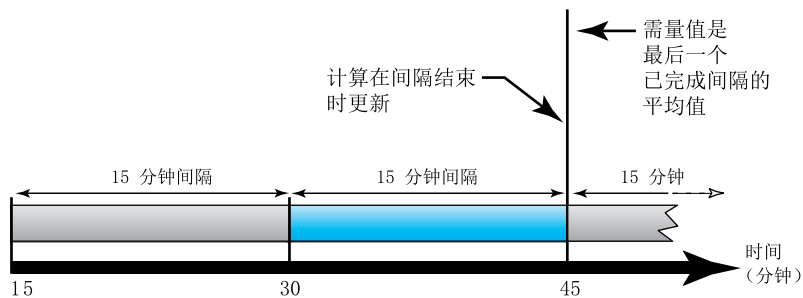 需量值是
最后一个
已完成间隔的
平均值
计算在间隔结束
时更新
15 分钟间隔
15 分钟间隔
15 分钟
时间
（分钟）
15
30
45